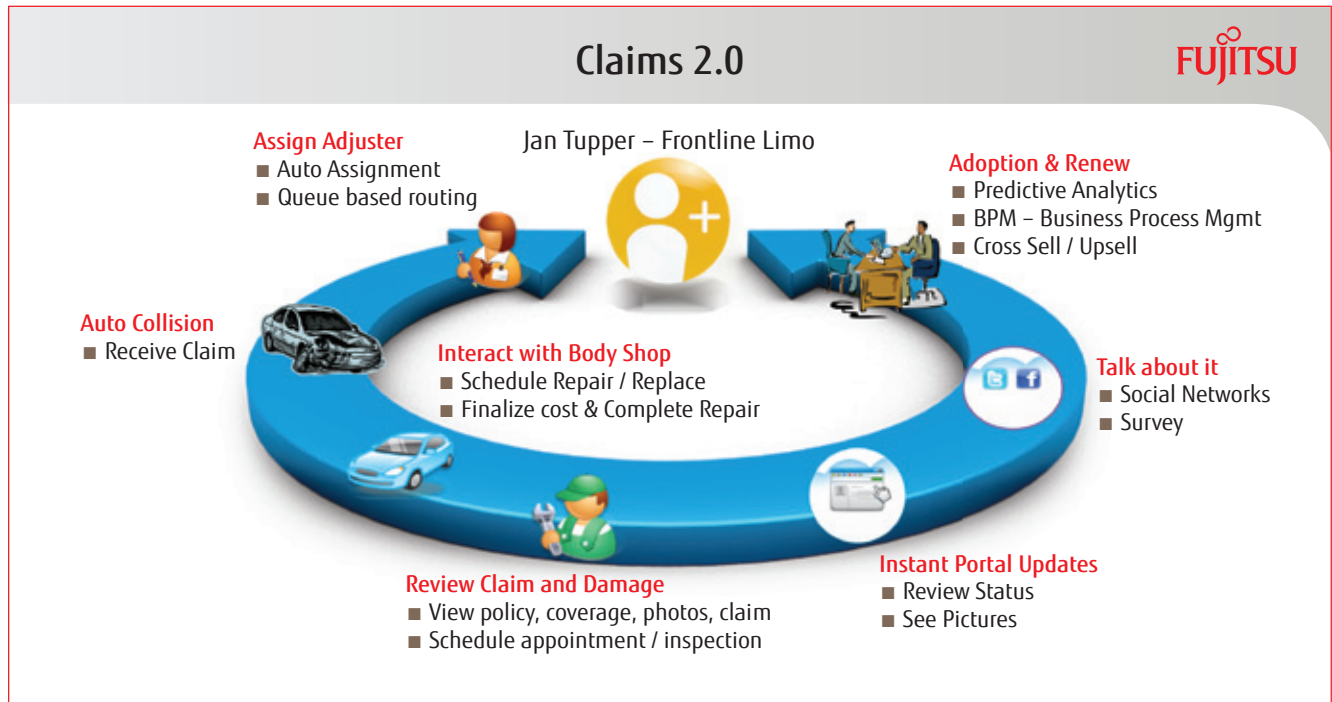 Claims 2.0
FUJITSU
Jan Tupper – Frontline Limo
Assign Adjuster
■ Auto Assignment
■ Queue based routing
Adoption & Renew
■ Predictive Analytics
■ BPM – Business Process Mgmt
■ Cross Sell / Upsell
Auto Collision
■ Receive Claim
Interact with Body Shop
■ Schedule Repair / Replace
■ Finalize cost & Complete Repair
Talk about it
■ Social Networks
■ Survey
Review Claim and Damage
■ View policy, coverage, photos, claim
■ Schedule appointment / inspection
Instant Portal Updates
■ Review Status
■ See Pictures